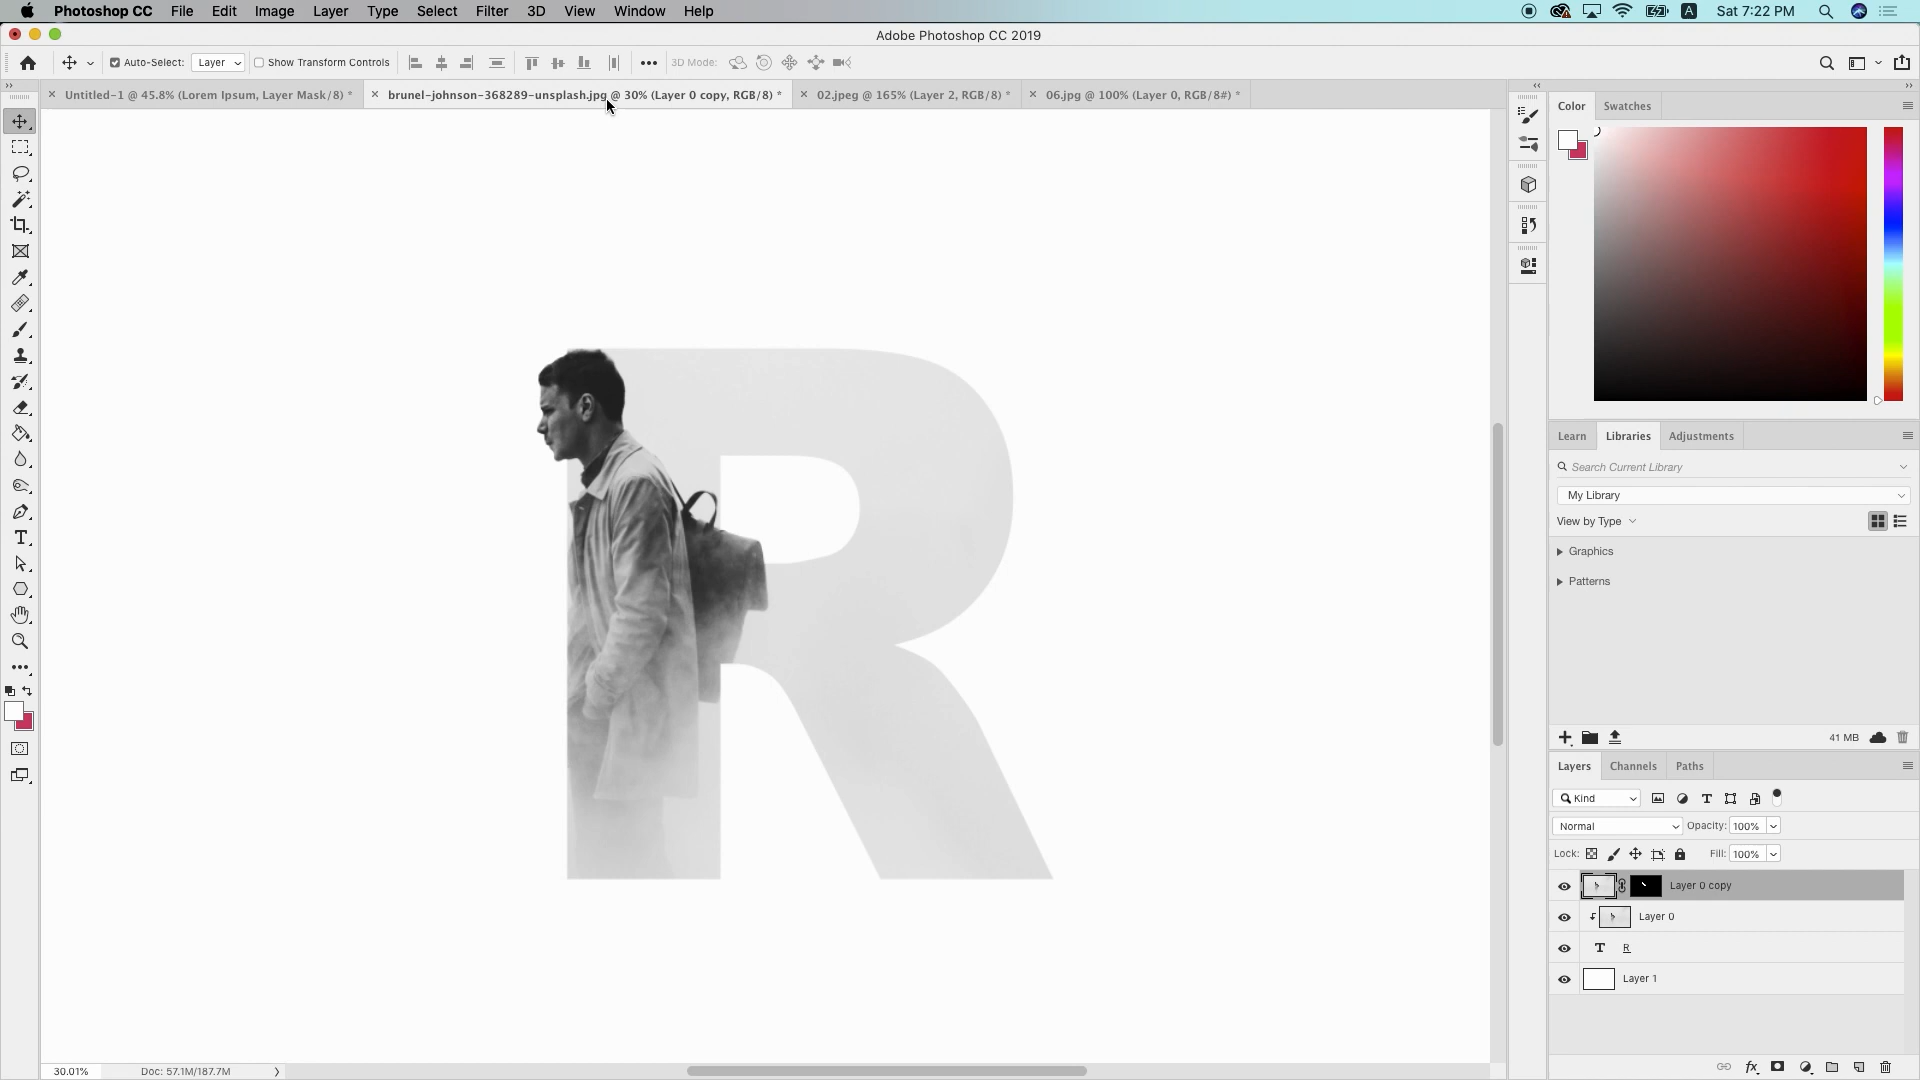 Photoshop CC File Edit Image Layer Type Select Filter 3D View Window Help A Sat 7:22 PM
Adobe Photoshop CC 2019
Auto-Select: Layer Show Transform Controls 3D Mode:
Untitled-1 @ 45.8% (Lorem Ipsum, Layer Mask/8) *
brunel-johnson-368289-unsplash.jpg @ 30% (Layer 0 copy, RGB/8) *
02.jpeg @ 165% (Layer 2, RGB/8) *
06.jpg @ 100% (Layer 0, RGB/8#) *
R
Color Swatches
Learn Libraries Adjustments
Search Current Library
My Library
View by Type
Graphics
Patterns
41 MB
Layers Channels Paths
Kind
Normal Opacity: 100%
Lock: Fill: 100%
Layer 0 copy
Layer 0
T R
Layer 1
30.01% Doc: 57.1M/187.7M
fx